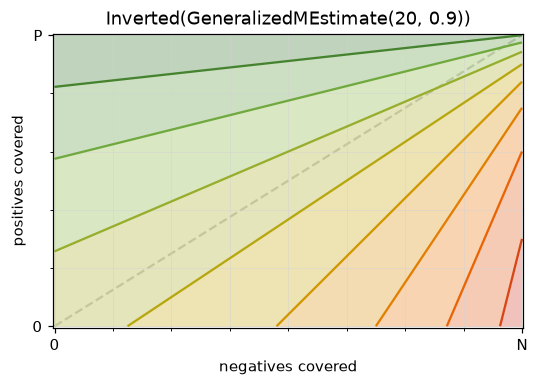 Inverted(GeneralizedMEstimate(20, 0.9))
P
positives covered
0
0
N
negatives covered